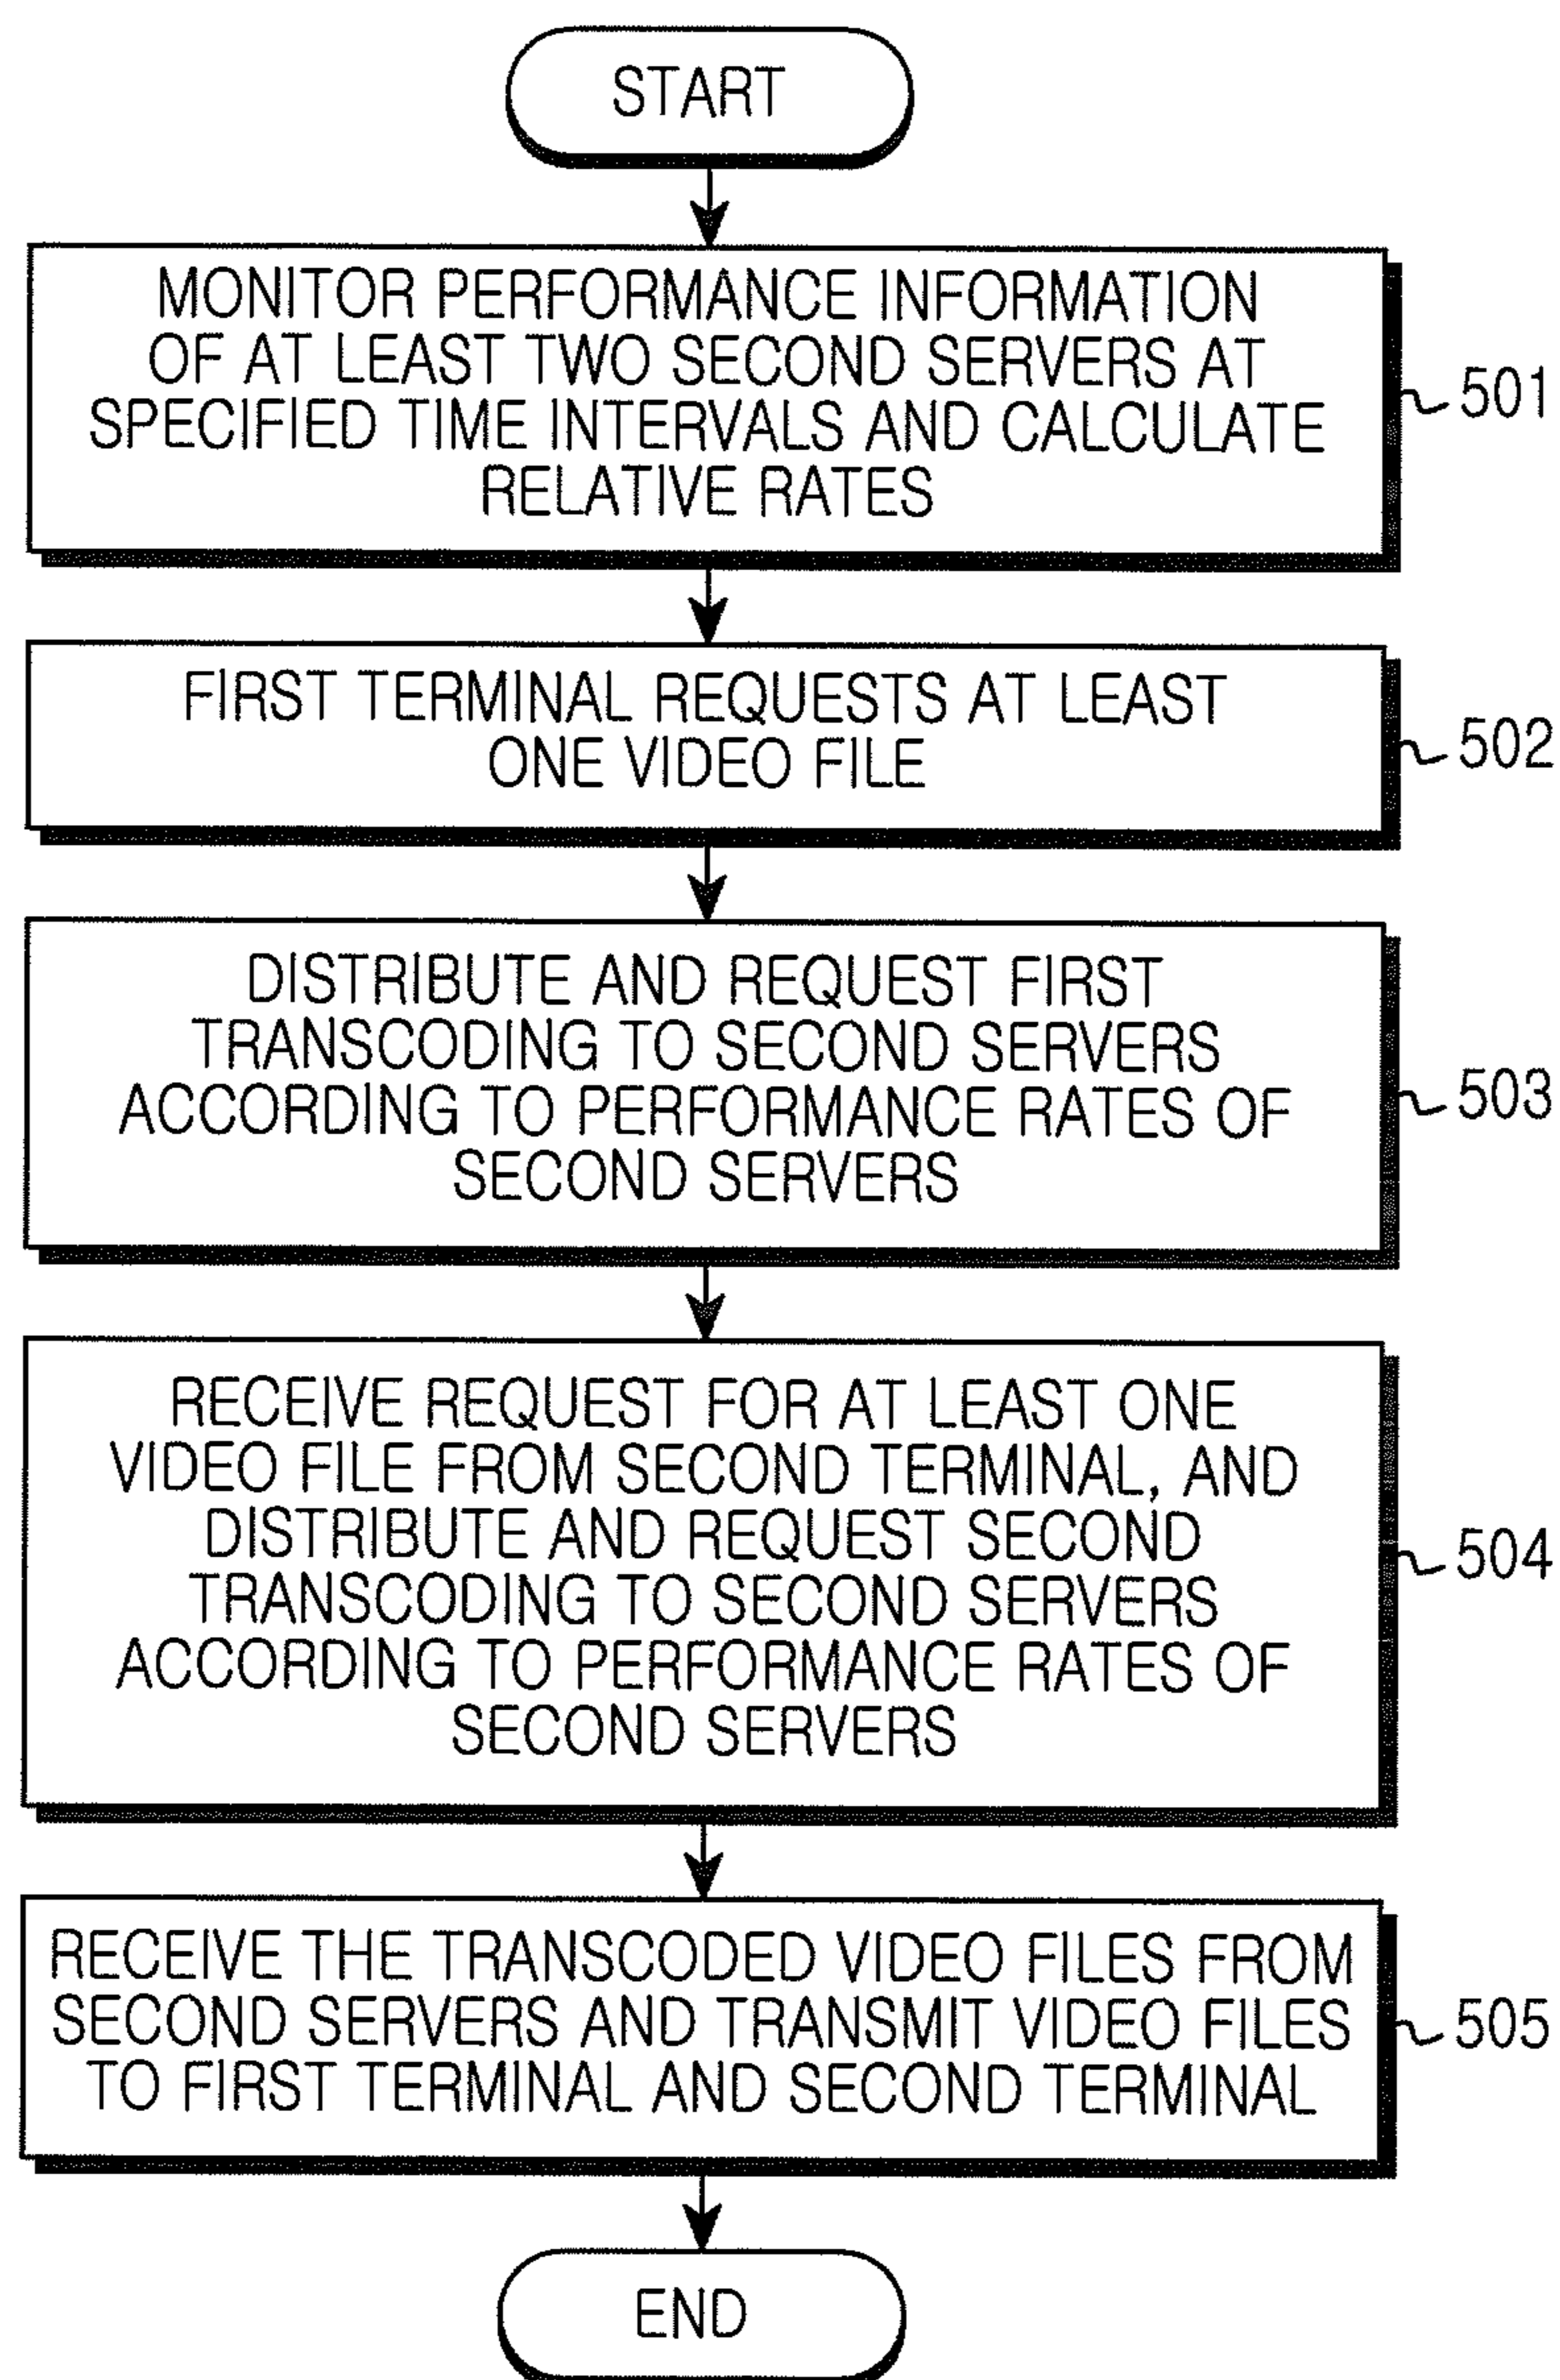 START
MONITOR PERFORMANCE INFORMATION
OF AT LEAST TWO SECOND SERVERS AT
SPECIFIED TIME INTERVALS AND CALCULATE
RELATIVE RATES
501
FIRST TERMINAL REQUESTS AT LEAST
ONE VIDEO FILE
502
DISTRIBUTE AND REQUEST FIRST
TRANSCODING TO SECOND SERVERS
ACCORDING TO PERFORMANCE RATES OF
SECOND SERVERS
503
RECEIVE REQUEST FOR AT LEAST ONE
VIDEO FILE FROM SECOND TERMINAL, AND
DISTRIBUTE AND REQUEST SECOND
TRANSCODING TO SECOND SERVERS
ACCORDING TO PERFORMANCE RATES OF
SECOND SERVERS
504
RECEIVE THE TRANSCODED VIDEO FILES FROM
SECOND SERVERS AND TRANSMIT VIDEO FILES
TO FIRST TERMINAL AND SECOND TERMINAL
505
END